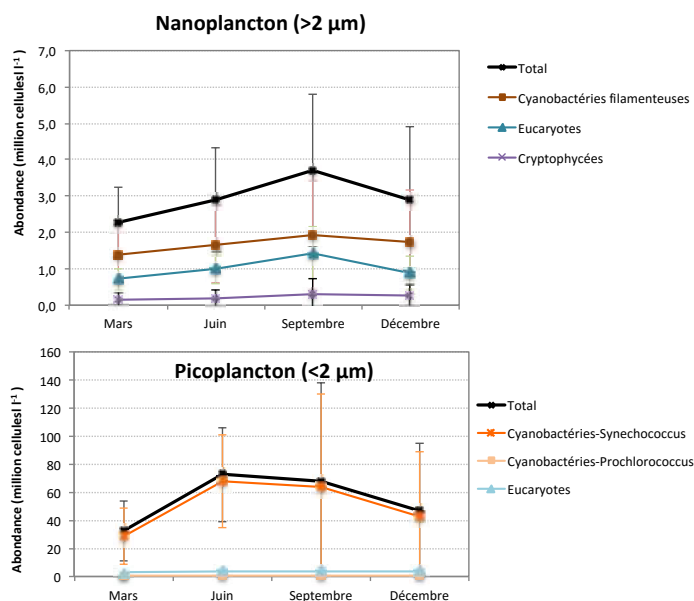 Nanoplancton (>2 µm)
7,0
6,0
5,0
4,0
3,0
2,0
1,0
0,0
Abondance (million cellulesl l⁻¹)
Mars Juin Septembre Décembre
Total
Cyanobactéries filamenteuses
Eucaryotes
Cryptophycées
Picoplancton (<2 µm)
160
140
120
100
80
60
40
20
0
Abondance (million cellulesl l⁻¹)
Mars Juin Septembre Décembre
Total
Cyanobactéries-Synechococcus
Cyanobactéries-Prochlorococcus
Eucaryotes